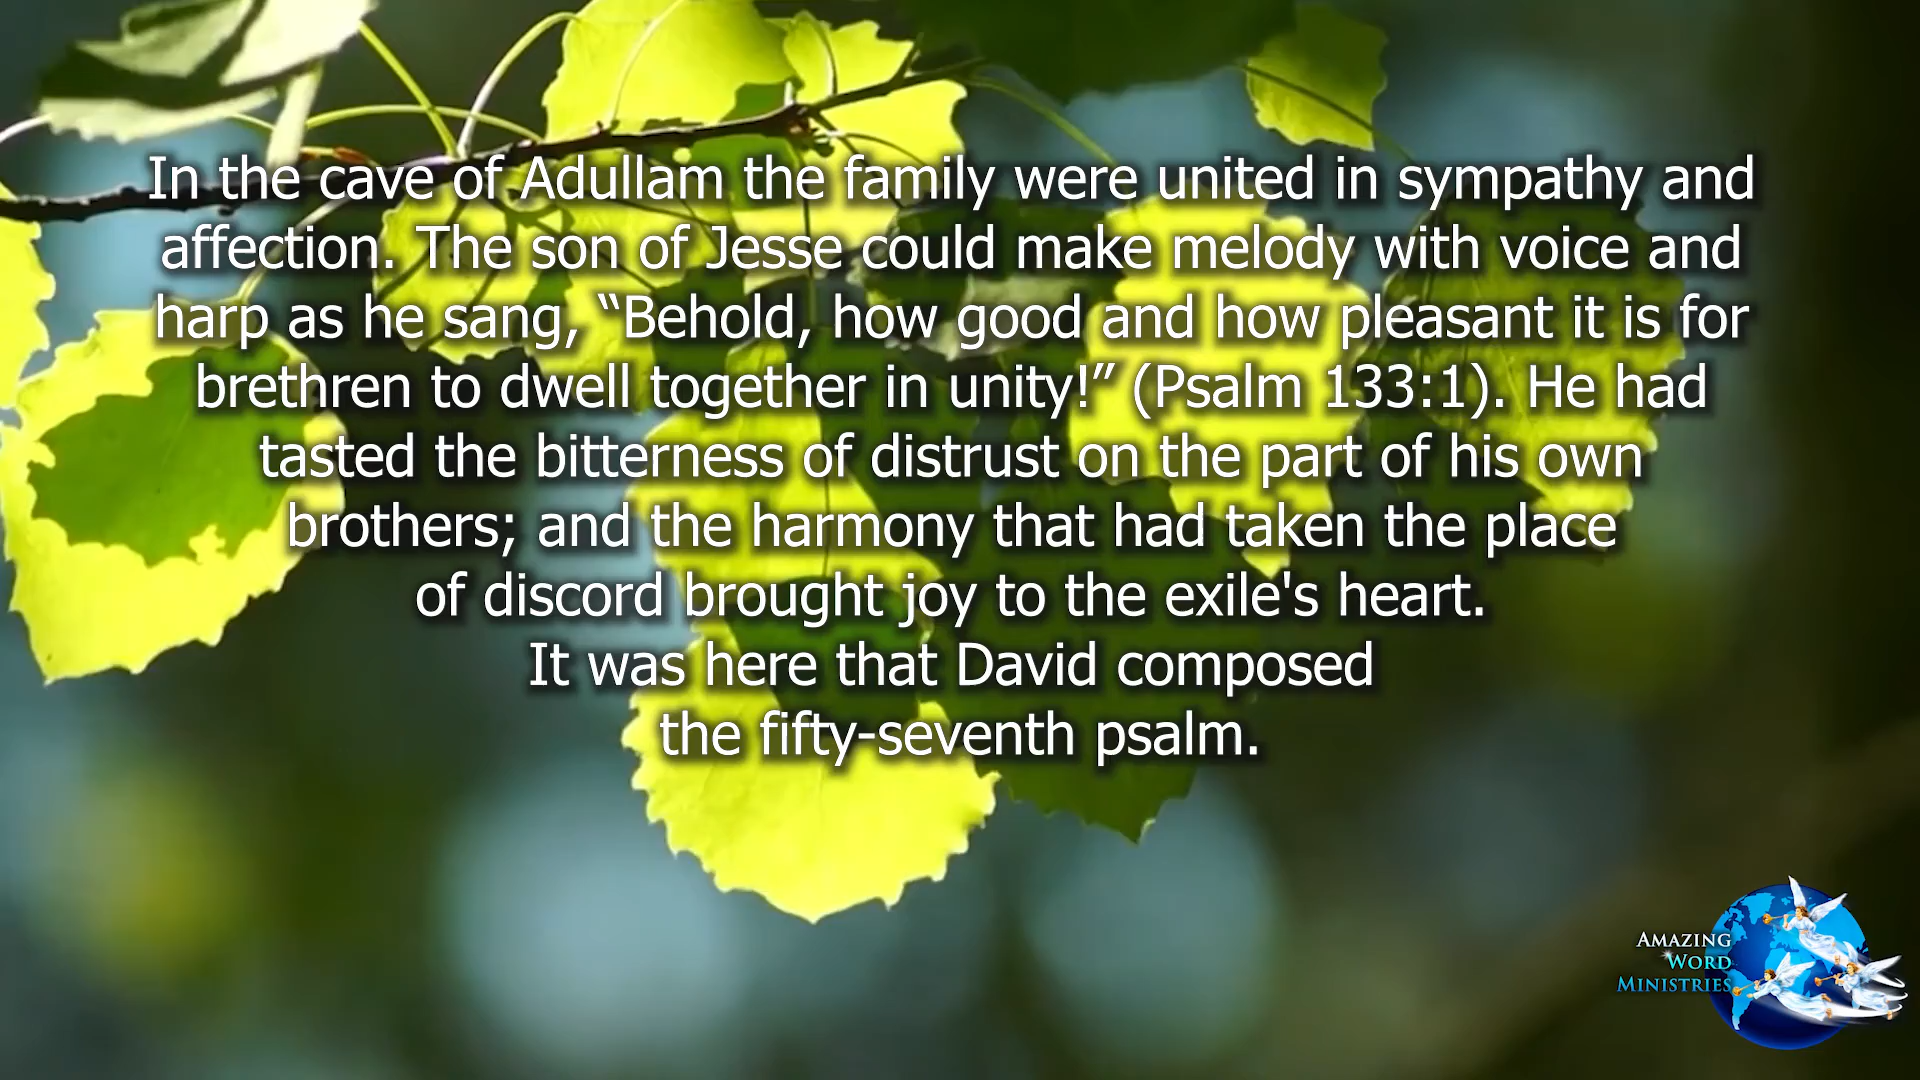 In the cave of Adullam the family were united in sympathy and
affection. The son of Jesse could make melody with voice and
harp as he sang, “Behold, how good and how pleasant it is for
brethren to dwell together in unity!” (Psalm 133:1). He had
tasted the bitterness of distrust on the part of his own
brothers; and the harmony that had taken the place
of discord brought joy to the exile's heart.
It was here that David composed
the fifty-seventh psalm.
AMAZING
WORD
MINISTRIES